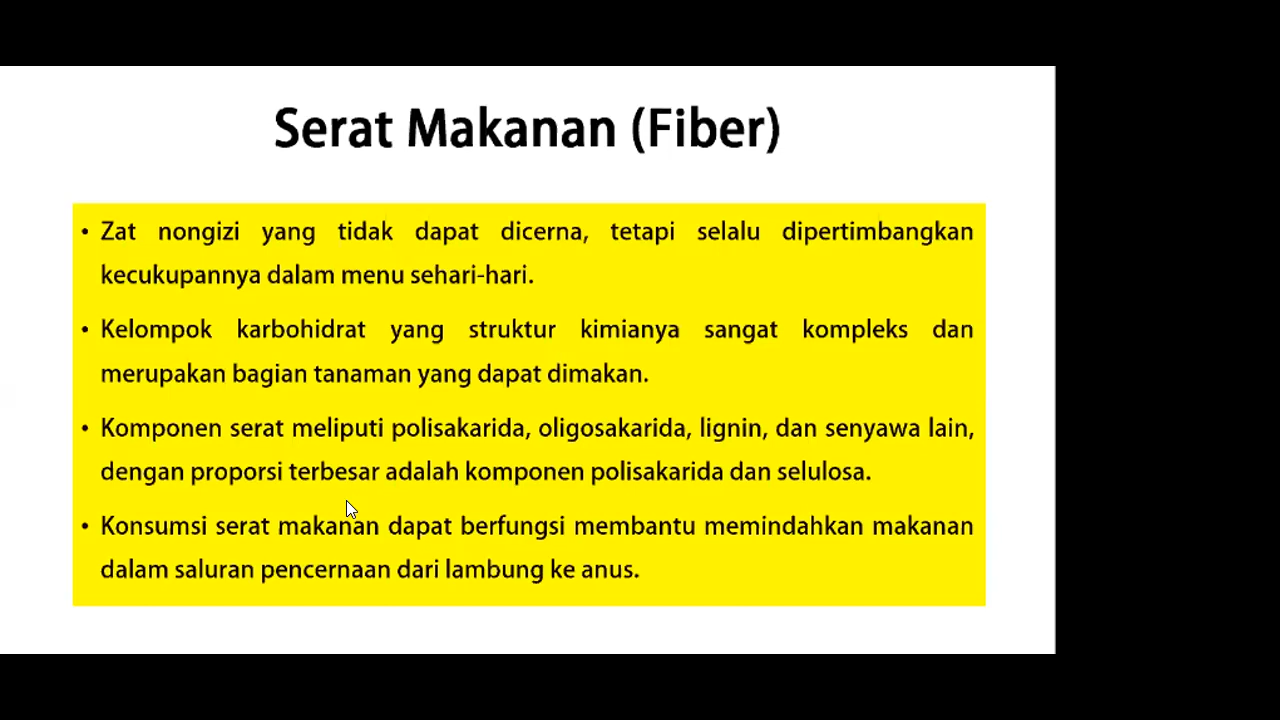 Serat Makanan (Fiber)
• Zat nongizi yang tidak dapat dicerna, tetapi selalu dipertimbangkan
kecukupannya dalam menu sehari-hari.
• Kelompok karbohidrat yang struktur kimianya sangat kompleks dan
merupakan bagian tanaman yang dapat dimakan.
• Komponen serat meliputi polisakarida, oligosakarida, lignin, dan senyawa lain,
dengan proporsi terbesar adalah komponen polisakarida dan selulosa.
• Konsumsi serat makanan dapat berfungsi membantu memindahkan makanan
dalam saluran pencernaan dari lambung ke anus.